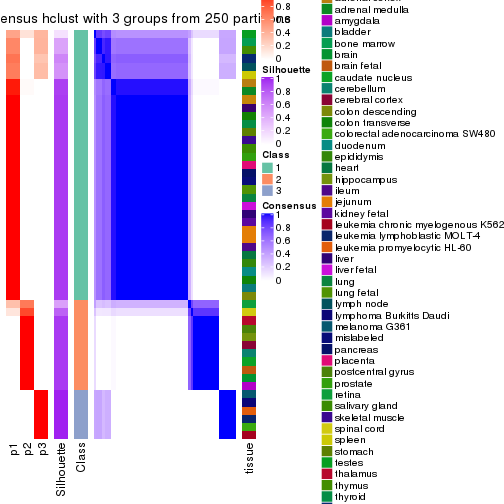 ensus hclust with 3 groups from 250 parti
0.8
0.6
0.4
0.2
0
Silhouette
1
0.8
0.6
0.4
0.2
0
Class
1
2
3
Consensus
1
0.8
0.6
0.4
0.2
0
p1
p2
p3
Silhouette
Class
tissue
adrenal medulla
amygdala
bladder
bone marrow
brain
brain fetal
caudate nucleus
cerebellum
cerebral cortex
colon descending
colon transverse
colorectal adenocarcinoma SW480
duodenum
epididymis
heart
hippocampus
ileum
jejunum
kidney fetal
leukemia chronic myelogenous K562
leukemia lymphoblastic MOLT-4
leukemia promyelocytic HL-60
liver
liver fetal
lung
lung fetal
lymph node
lymphoma Burkitts Daudi
melanoma G361
mislabeled
pancreas
placenta
postcentral gyrus
prostate
retina
salivary gland
skeletal muscle
spinal cord
spleen
stomach
testes
thalamus
thymus
thyroid